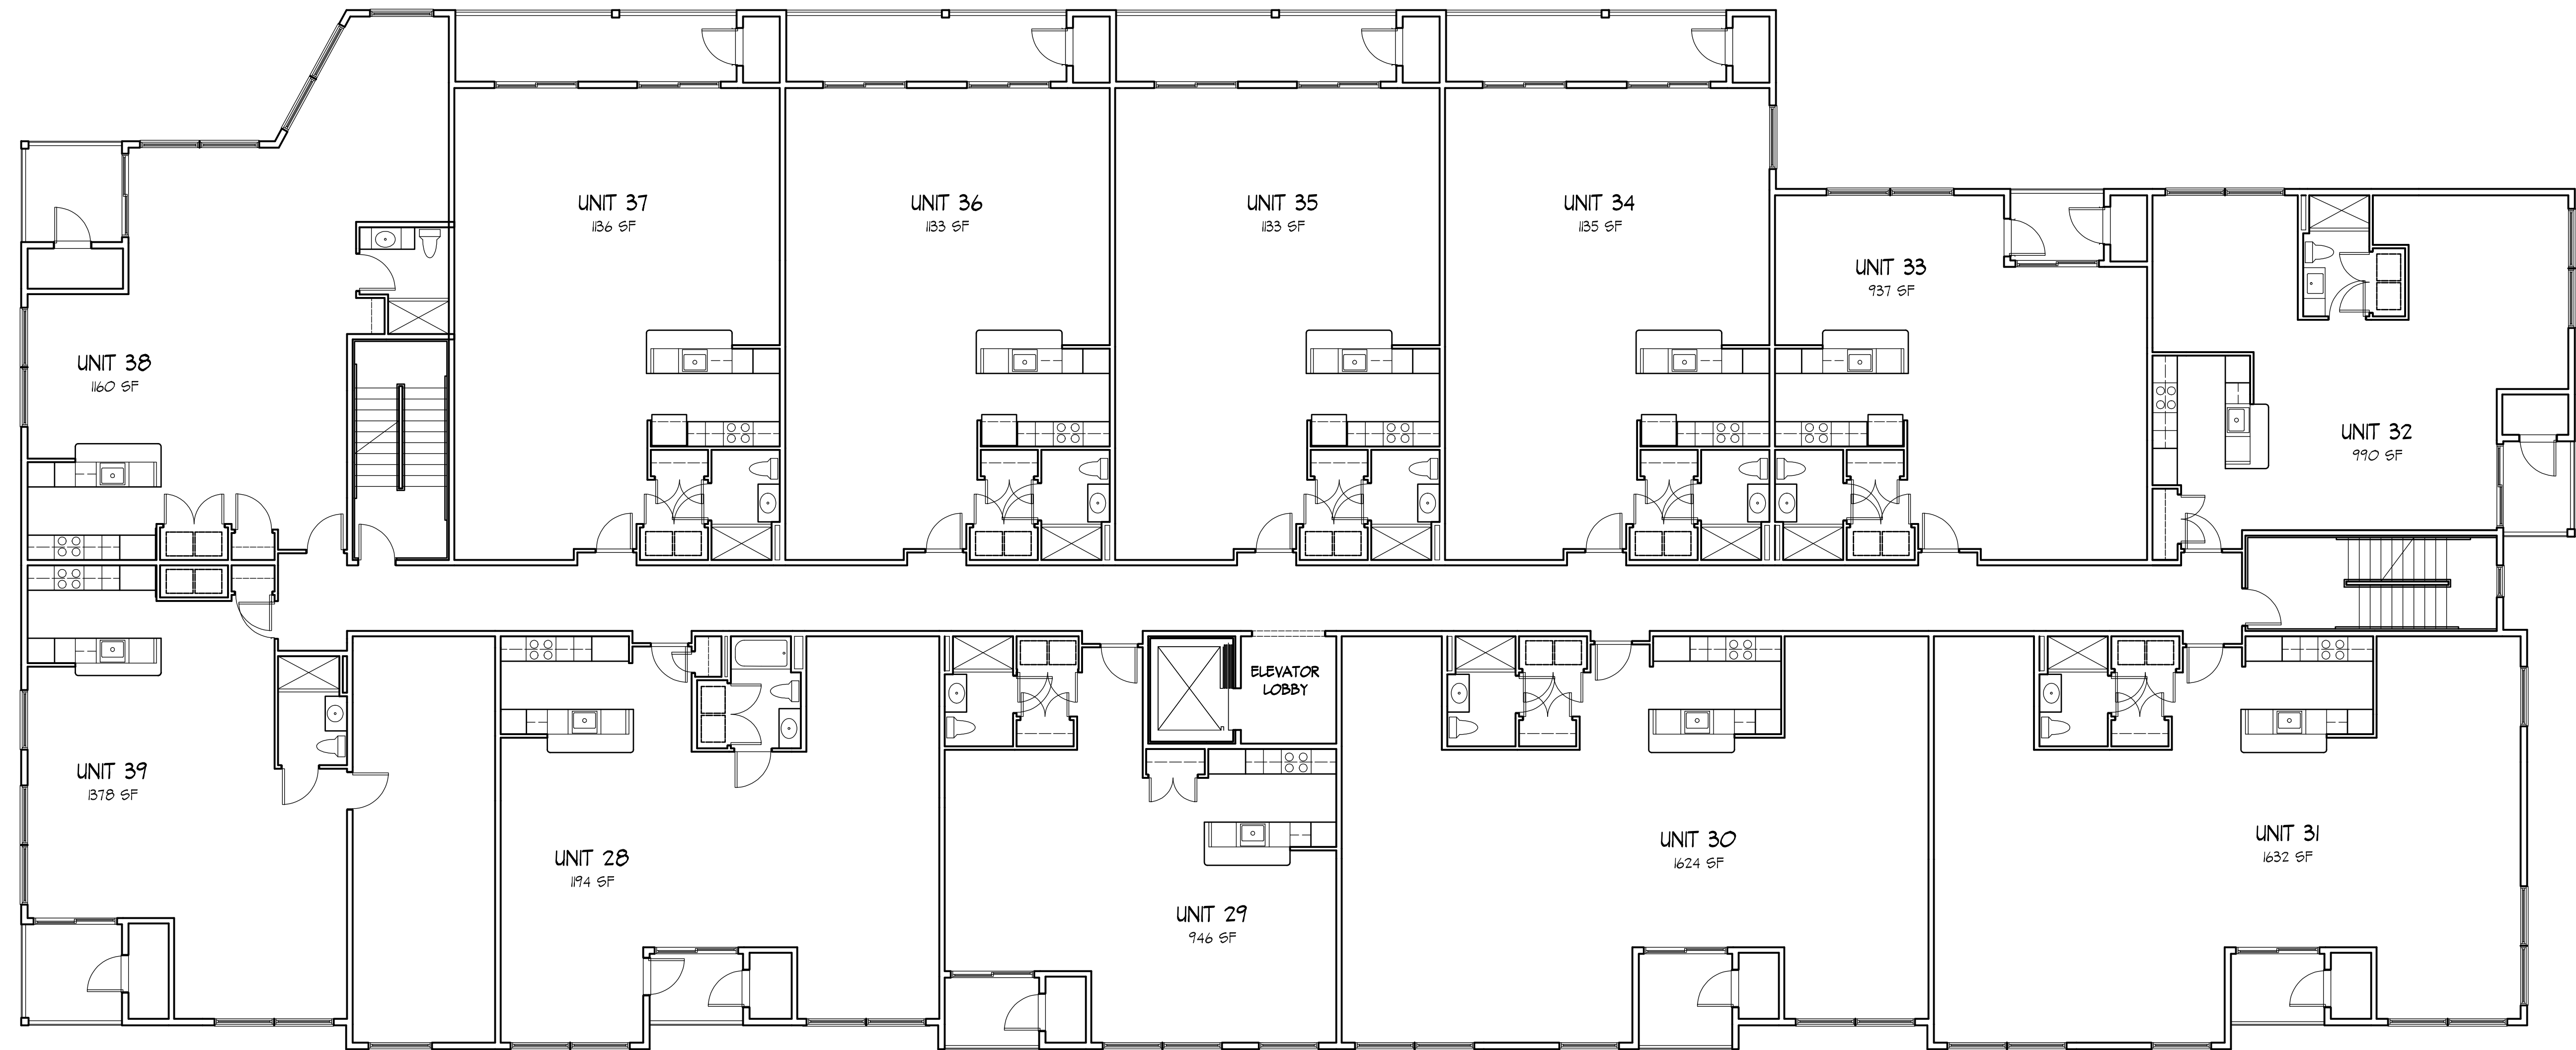 UNIT 37
1136 SF
UNIT 36
1133 SF
UNIT 35
1133 SF
UNIT 34
1135 SF
UNIT 33
937 SF
UNIT 38
1160 SF
UNIT 32
990 SF
ELEVATOR
LOBBY
UNIT 39
1378 SF
UNIT 28
1194 SF
UNIT 29
946 SF
UNIT 30
1624 SF
UNIT 31
1632 SF